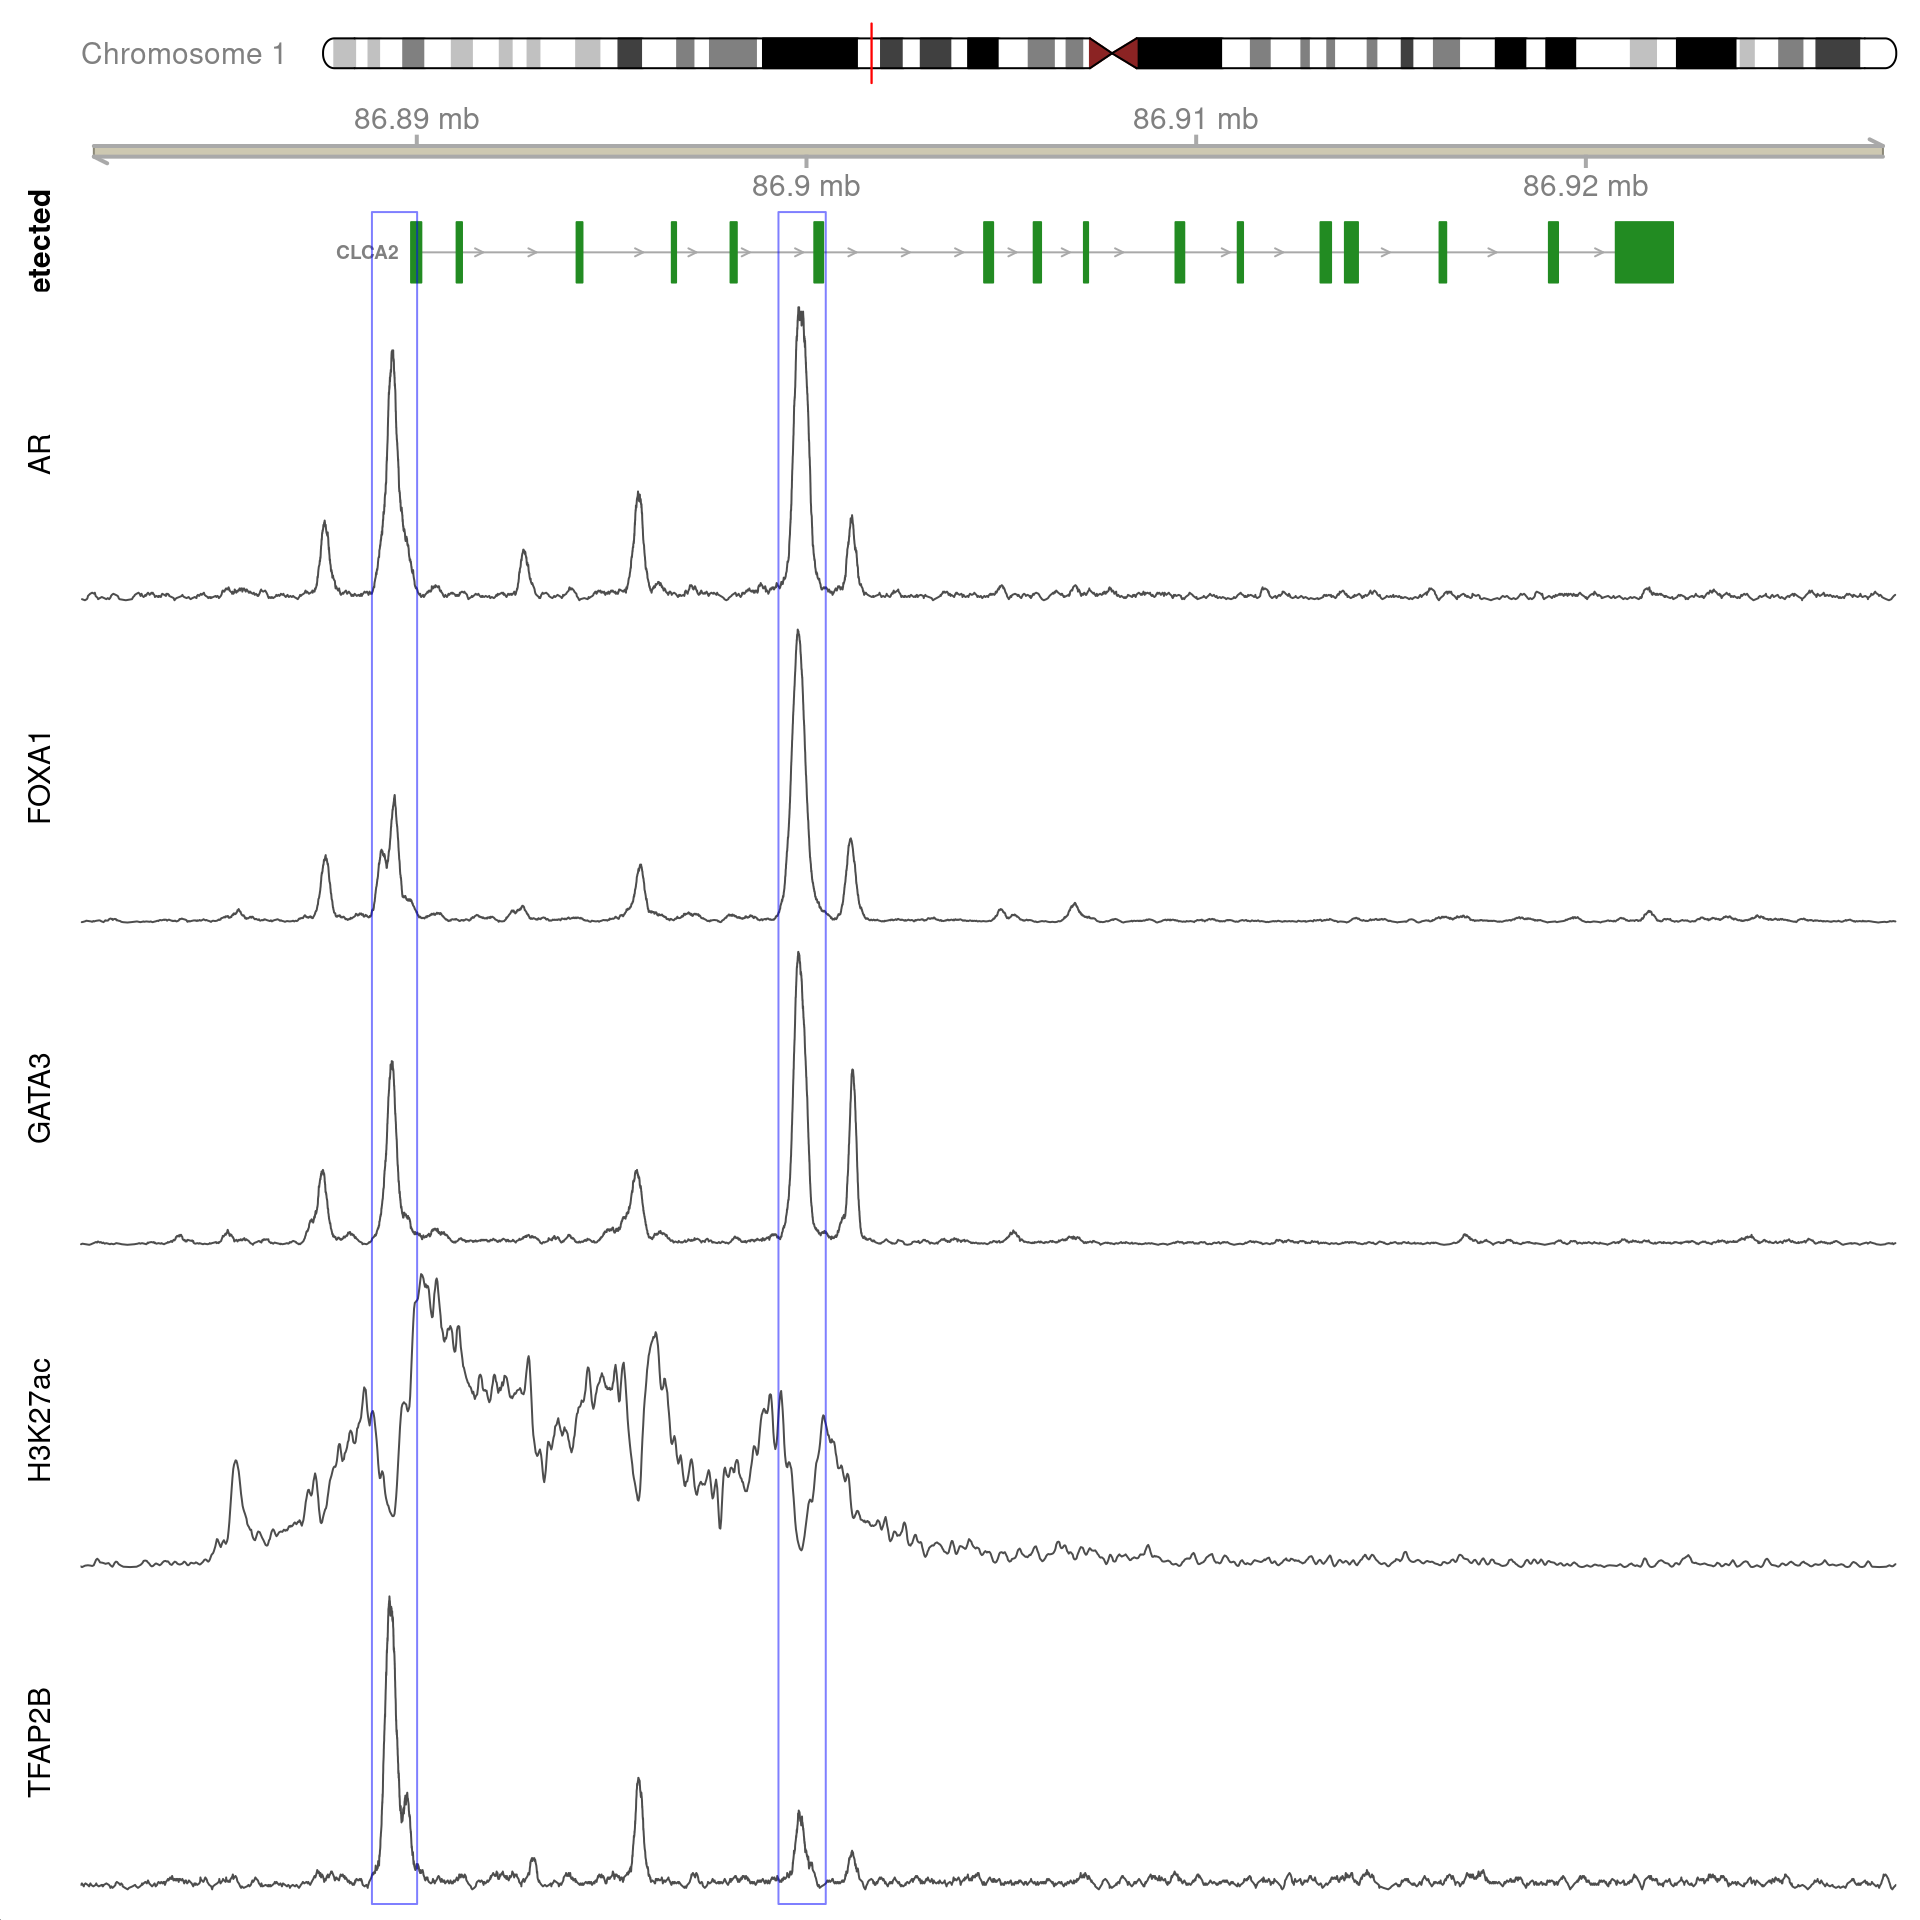 Chromosome 1
86.89 mb
86.91 mb
86.9 mb
86.92 mb
etected
CLCA2
AR
FOXA1
GATA3
H3K27ac
TFAP2B